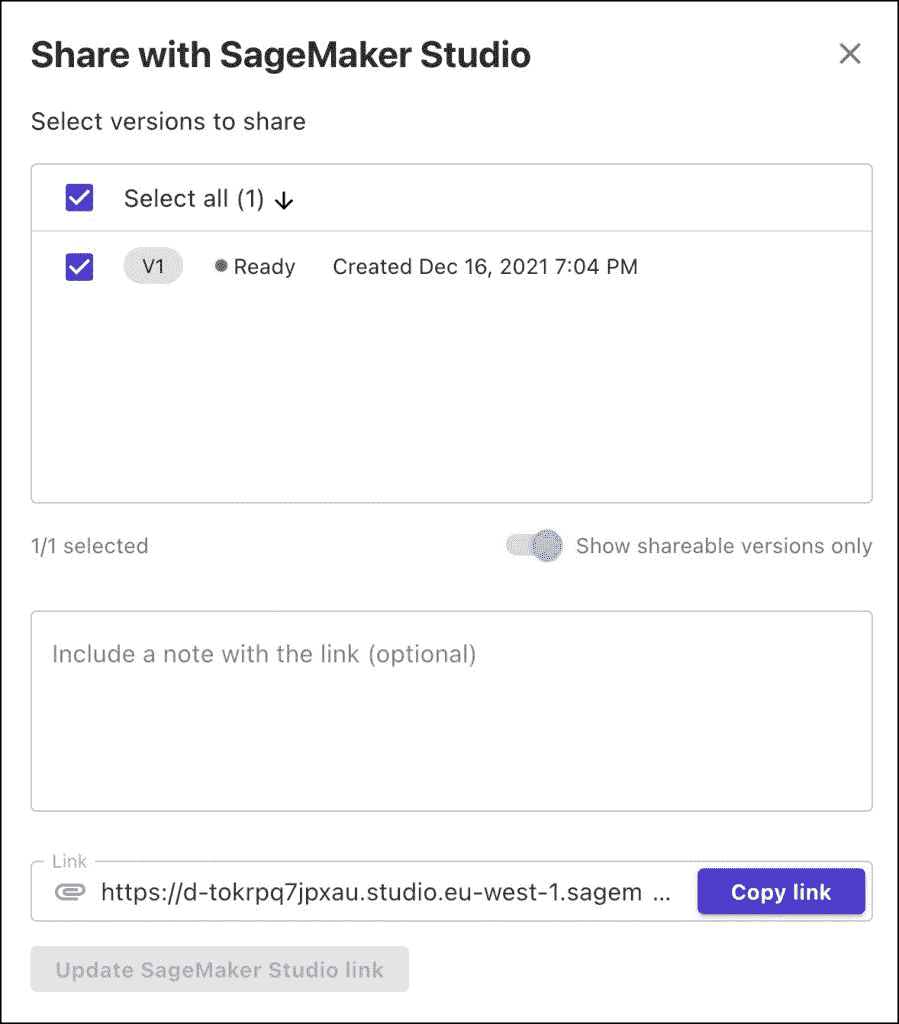 Share with SageMaker Studio
Select versions to share
Select all (1)
V1 Ready Created Dec 16, 2021 7:04 PM
1/1 selected Show shareable versions only
Include a note with the link (optional)
Link
https://d-tokrpq7jpxau.studio.eu-west-1.sagem ... Copy link
Update SageMaker Studio link